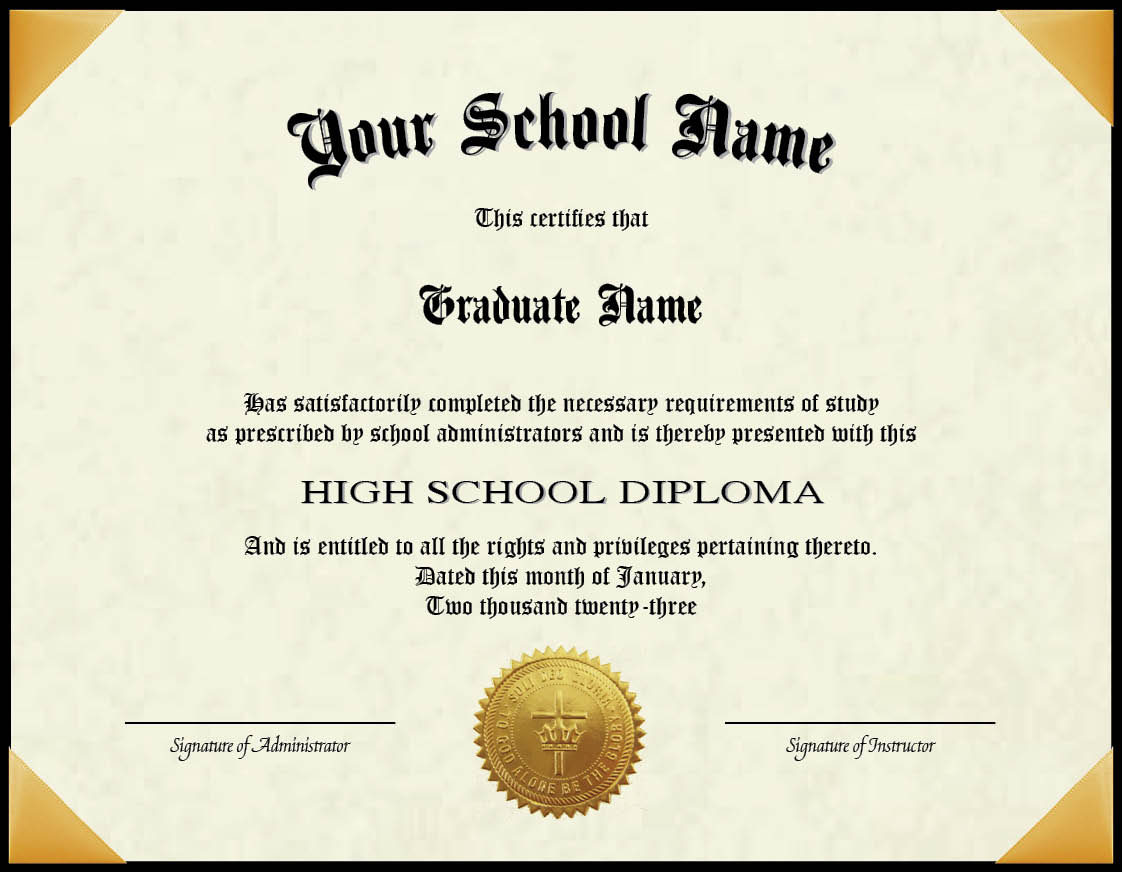 Your School Name
This certifies that
Graduate Name
Has satisfactorily completed the necessary requirements of study
as prescribed by school administrators and is thereby presented with this
HIGH SCHOOL DIPLOMA
And is entitled to all the rights and privileges pertaining thereto.
Dated this month of January,
Two thousand twenty-three
SOLI DEO GLORIA
TO GOD ALONE BE THE GLORY
Signature of Administrator
Signature of Instructor